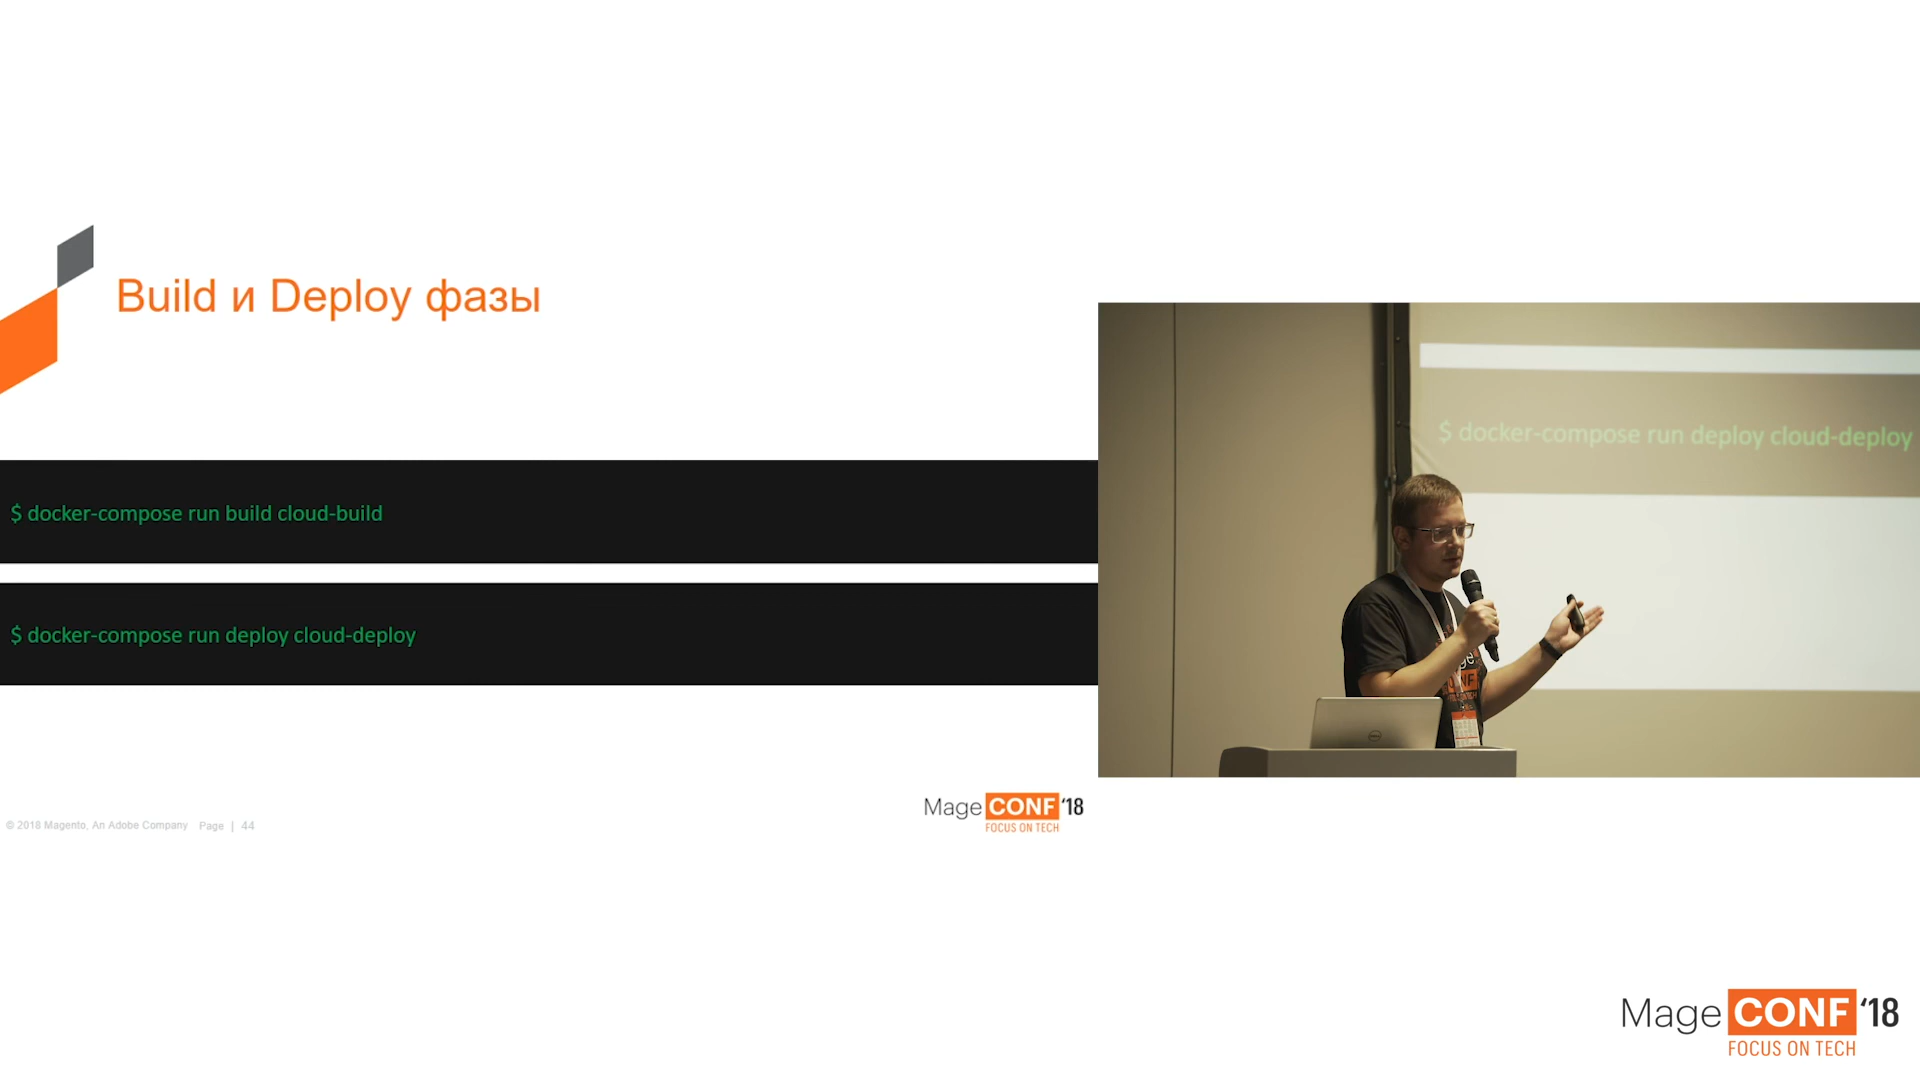 Build и Deploy фазы
$ docker-compose run build cloud-build
$ docker-compose run deploy cloud-deploy
© 2018 Magento, An Adobe Company Page | 44
Mage CONF '18
FOCUS ON TECH
$ docker-compose run deploy cloud-deploy
Mage CONF '18
FOCUS ON TECH